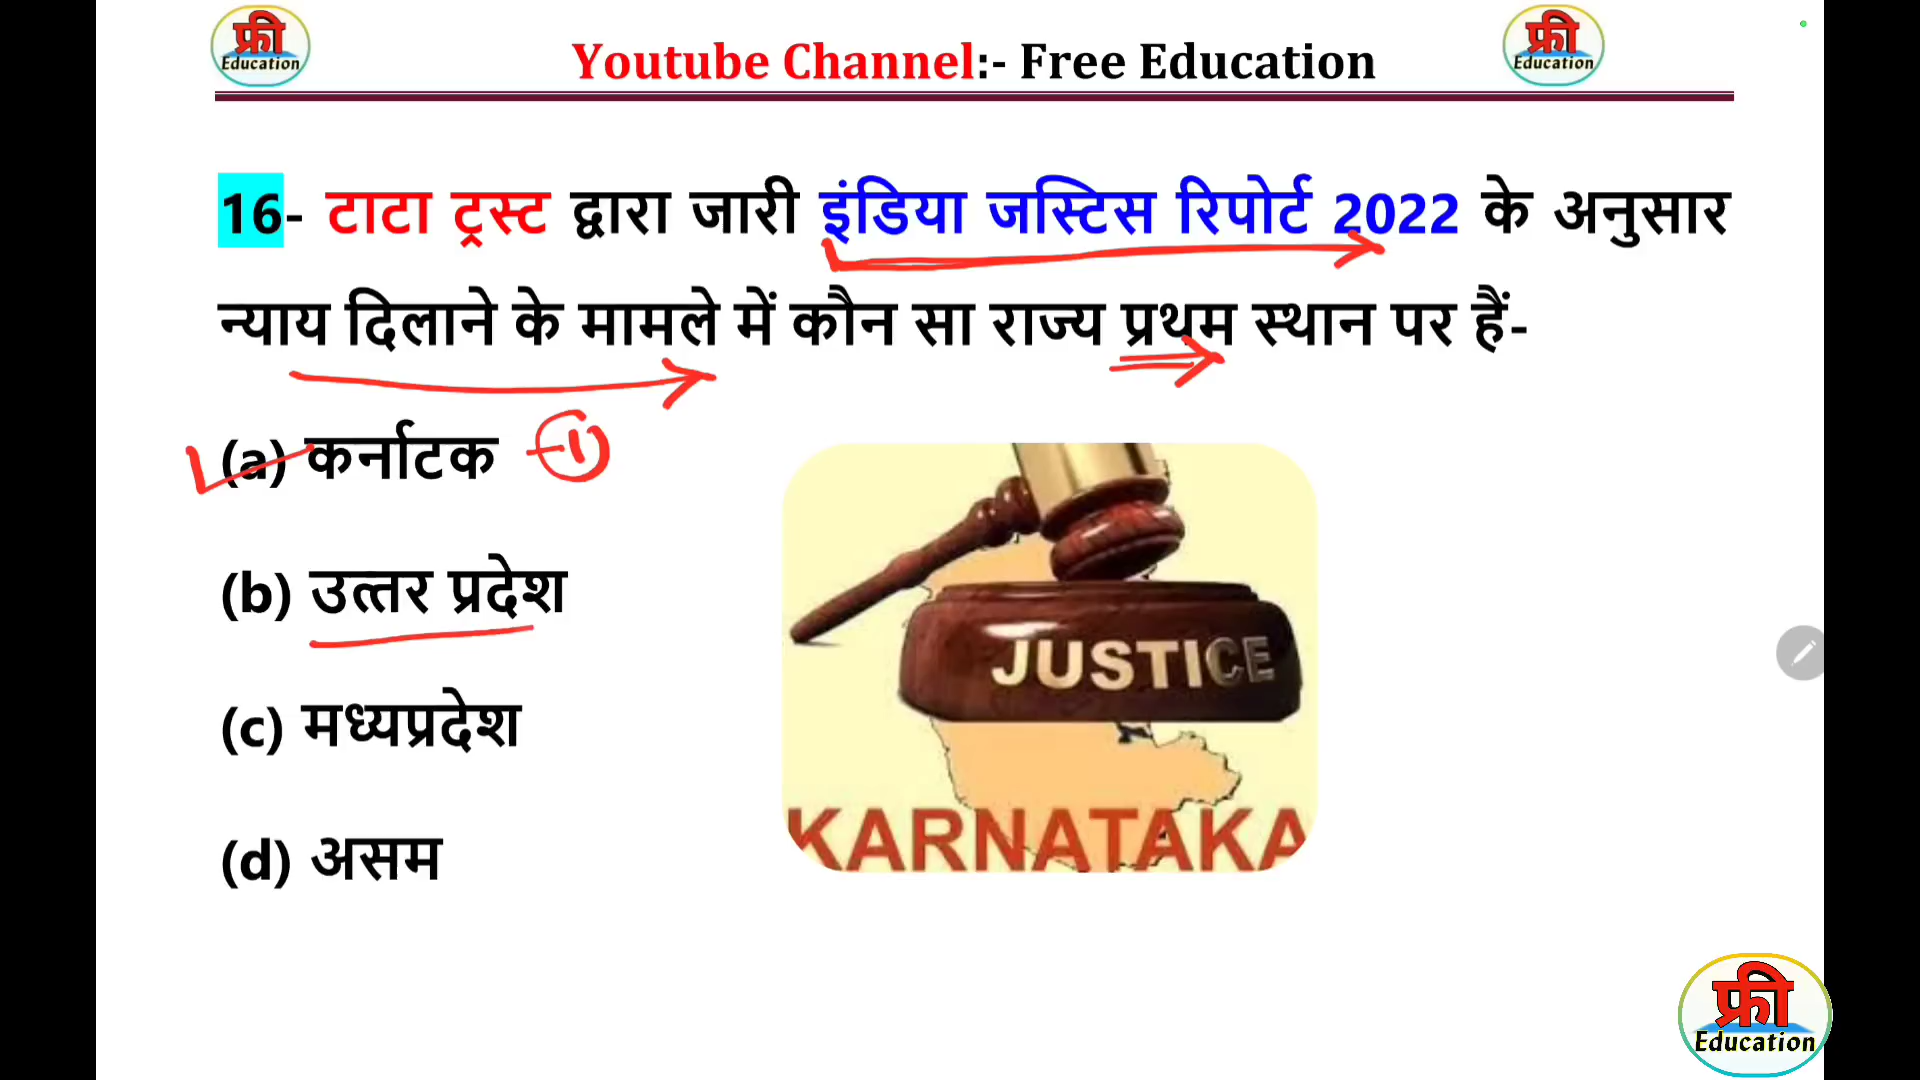 फ्री
Education
Youtube Channel:- Free Education
फ्री
Education
16- टाटा ट्रस्ट द्वारा जारी इंडिया जस्टिस रिपोर्ट 2022 के अनुसार
न्याय दिलाने के मामले में कौन सा राज्य प्रथम स्थान पर हैं-
(a) कर्नाटक -1
(b) उत्तर प्रदेश
(c) मध्यप्रदेश
(d) असम
JUSTICE
KARNATAKA
फ्री
Education